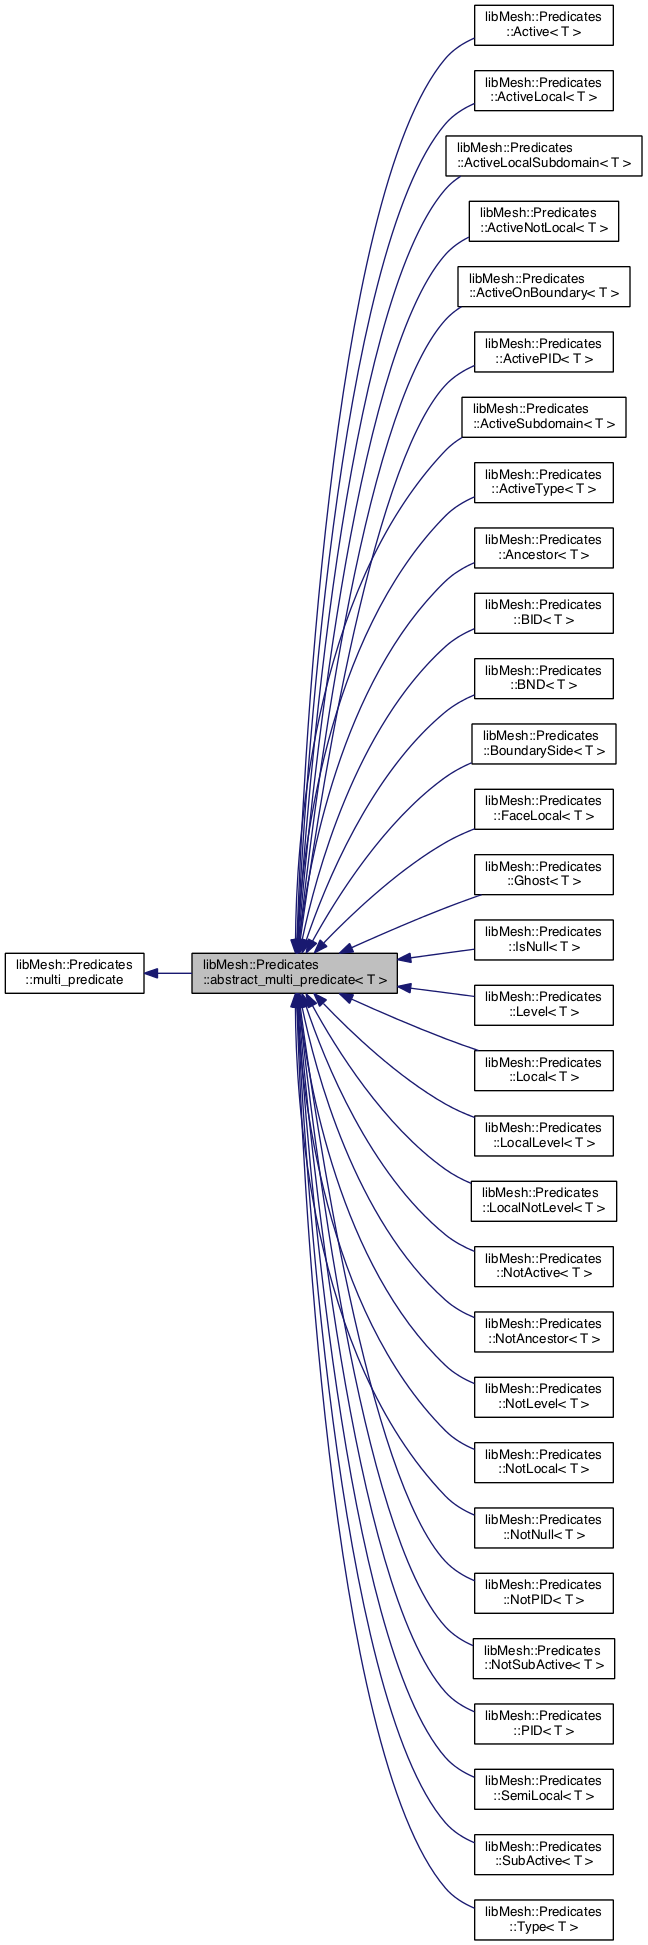 libMesh::Predicates
::Active< T >
libMesh::Predicates
::ActiveLocal< T >
libMesh::Predicates
::ActiveLocalSubdomain< T >
libMesh::Predicates
::ActiveNotLocal< T >
libMesh::Predicates
::ActiveOnBoundary< T >
libMesh::Predicates
::ActivePID< T >
libMesh::Predicates
::ActiveSubdomain< T >
libMesh::Predicates
::ActiveType< T >
libMesh::Predicates
::Ancestor< T >
libMesh::Predicates
::BID< T >
libMesh::Predicates
::BND< T >
libMesh::Predicates
::BoundarySide< T >
libMesh::Predicates
::FaceLocal< T >
libMesh::Predicates
::Ghost< T >
libMesh::Predicates
::IsNull< T >
libMesh::Predicates
::multi_predicate
libMesh::Predicates
::abstract_multi_predicate< T >
libMesh::Predicates
::Level< T >
libMesh::Predicates
::Local< T >
libMesh::Predicates
::LocalLevel< T >
libMesh::Predicates
::LocalNotLevel< T >
libMesh::Predicates
::NotActive< T >
libMesh::Predicates
::NotAncestor< T >
libMesh::Predicates
::NotLevel< T >
libMesh::Predicates
::NotLocal< T >
libMesh::Predicates
::NotNull< T >
libMesh::Predicates
::NotPID< T >
libMesh::Predicates
::NotSubActive< T >
libMesh::Predicates
::PID< T >
libMesh::Predicates
::SemiLocal< T >
libMesh::Predicates
::SubActive< T >
libMesh::Predicates
::Type< T >